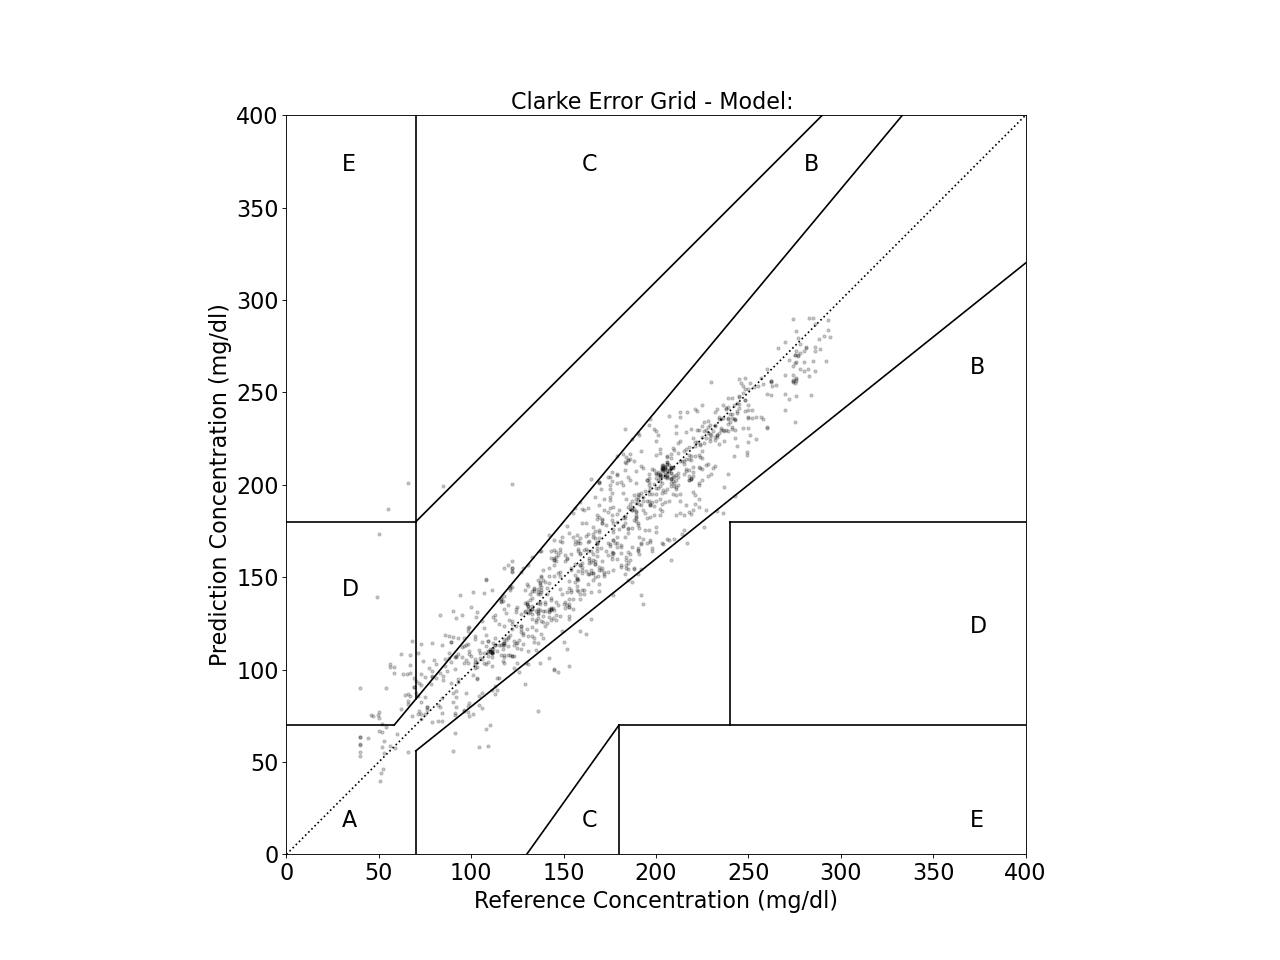 Clarke Error Grid - Model:
400
350
300
250
200
150
100
50
0
Prediction Concentration (mg/dl)
E
C
B
B
D
D
A
C
E
0 50 100 150 200 250 300 350 400
Reference Concentration (mg/dl)